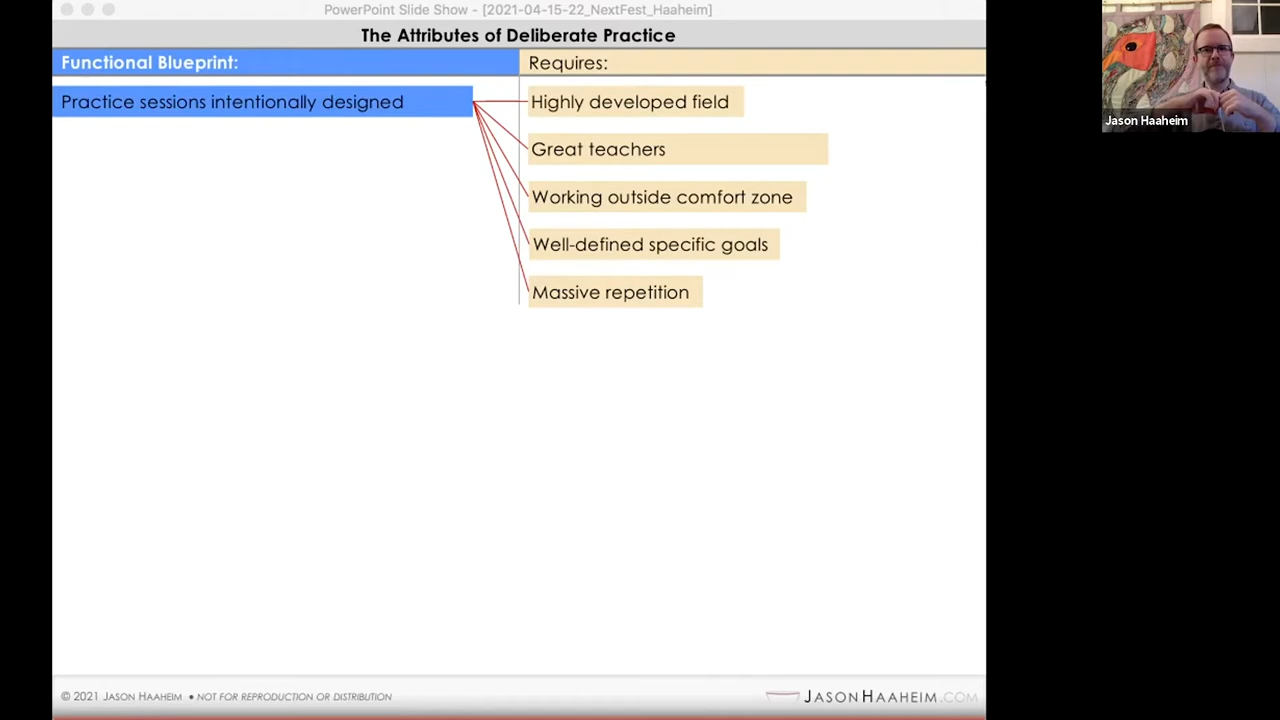 PowerPoint Slide Show - [2021-04-15-22_NextFest_Haaheim]
The Attributes of Deliberate Practice
Functional Blueprint:
Requires:
Practice sessions intentionally designed
Highly developed field
Great teachers
Working outside comfort zone
Well-defined specific goals
Massive repetition
Jason Haaheim
© 2021 JASON HAAHEIM • NOT FOR REPRODUCTION OR DISTRIBUTION
JASONHAAHEIM.COM